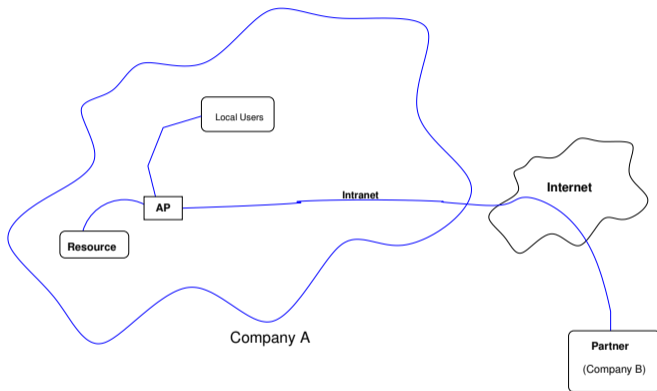 Local Users
AP
Intranet
Internet
Resource
Company A
Partner
(Company B)